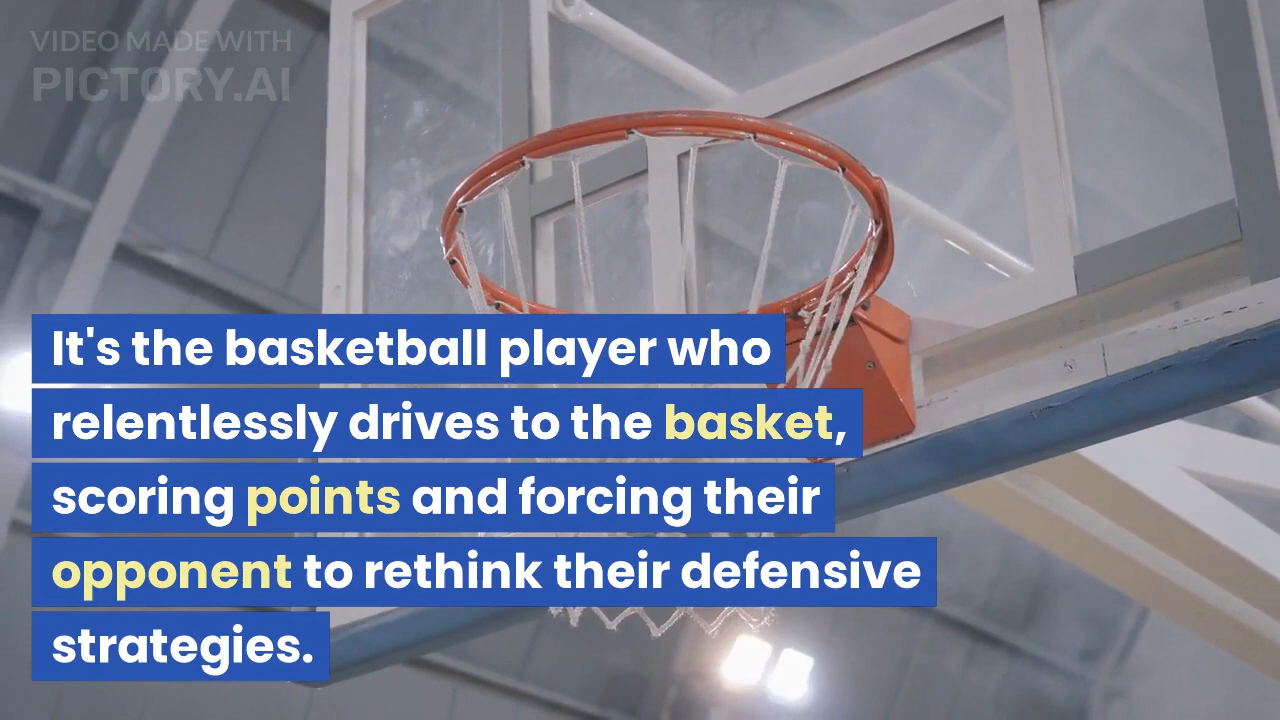 VIDEO MADE WITH
PICTORY.AI
It's the basketball player who
relentlessly drives to the basket,
scoring points and forcing their
opponent to rethink their defensive
strategies.